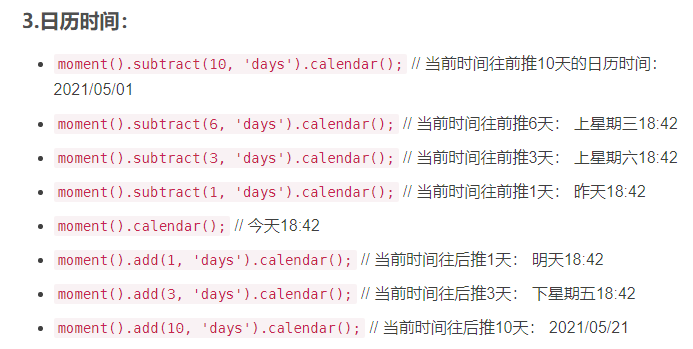 3.日历时间：
moment().subtract(10, 'days').calendar(); // 当前时间往前推10天的日历时间：
2021/05/01
moment().subtract(6, 'days').calendar(); // 当前时间往前推6天： 上星期三18:42
moment().subtract(3, 'days').calendar(); // 当前时间往前推3天： 上星期六18:42
moment().subtract(1, 'days').calendar(); // 当前时间往前推1天： 昨天18:42
moment().calendar(); // 今天18:42
moment().add(1, 'days').calendar(); // 当前时间往后推1天： 明天18:42
moment().add(3, 'days').calendar(); // 当前时间往后推3天： 下星期五18:42
moment().add(10, 'days').calendar(); // 当前时间往后推10天： 2021/05/21